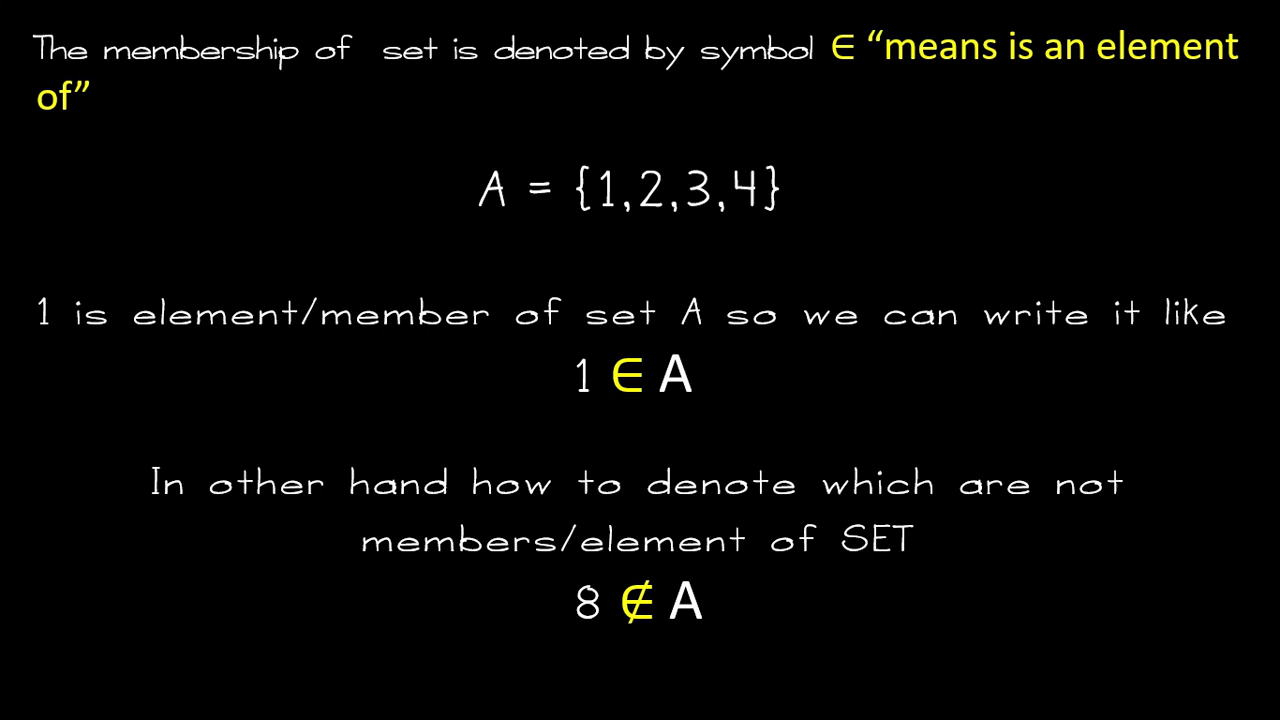 The membership of set is denoted by symbol ∈ “means is an element
of”
A = {1,2,3,4}
1 is element/member of set A so we can write it like
1 ∈ A
In other hand how to denote which are not
members/element of SET
8 ∉ A